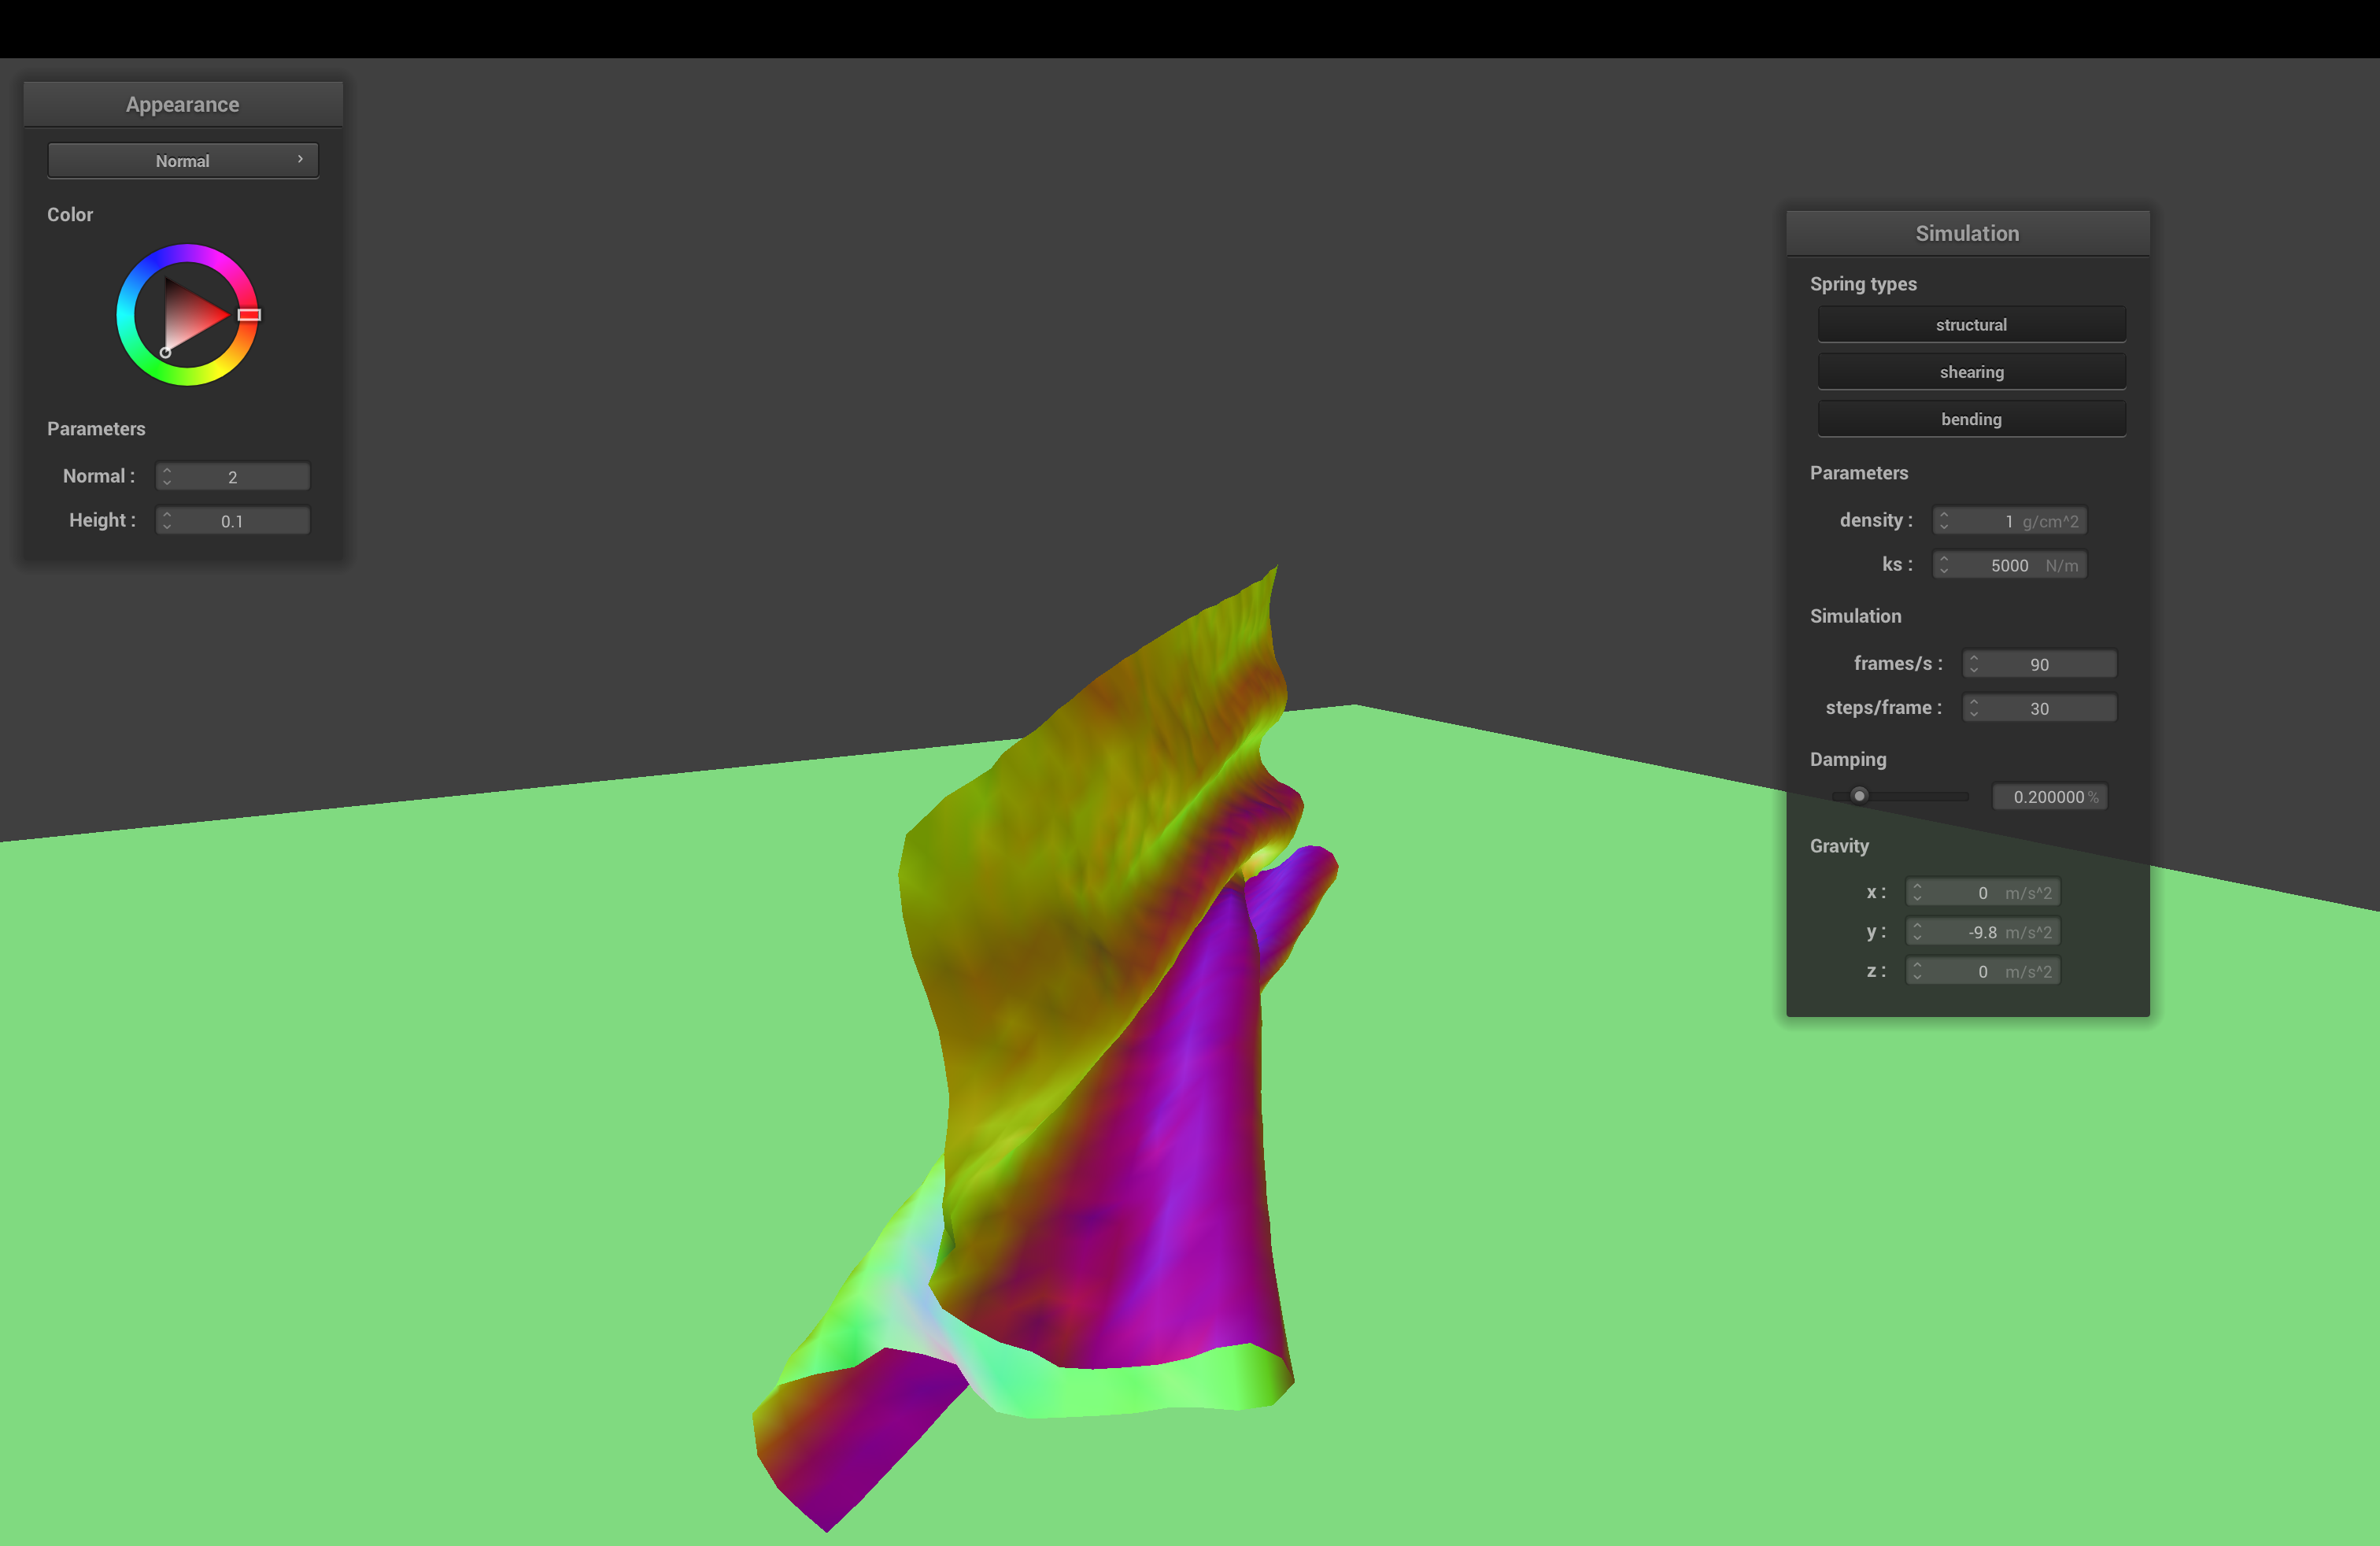 Appearance
Normal
Color
Parameters
Normal : 2
Height : 0.1
Simulation
Spring types
structural
shearing
bending
Parameters
density : 1 g/cm^2
ks : 5000 N/m
Simulation
frames/s : 90
steps/frame : 30
Damping
0.200000 %
Gravity
x : 0 m/s^2
y : -9.8 m/s^2
z : 0 m/s^2